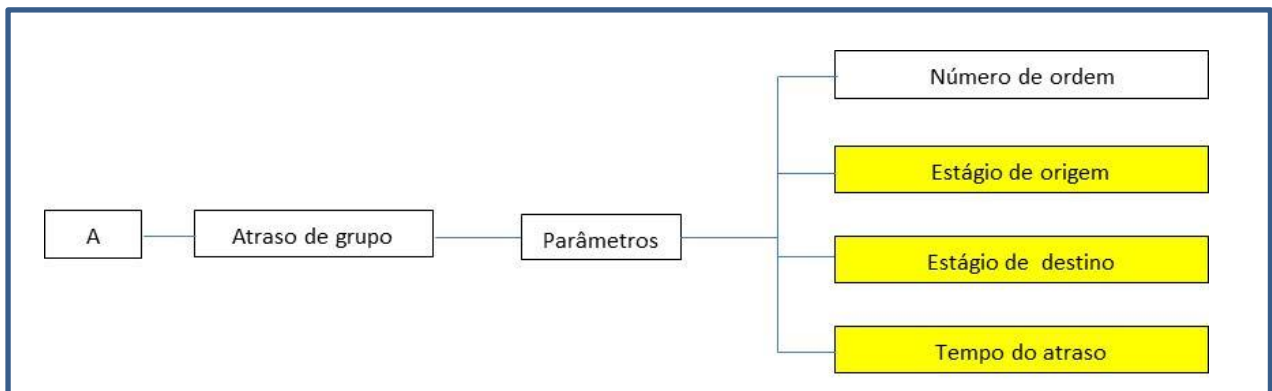 A
Atraso de grupo
Parâmetros
Número de ordem
Estágio de origem
Estágio de destino
Tempo do atraso